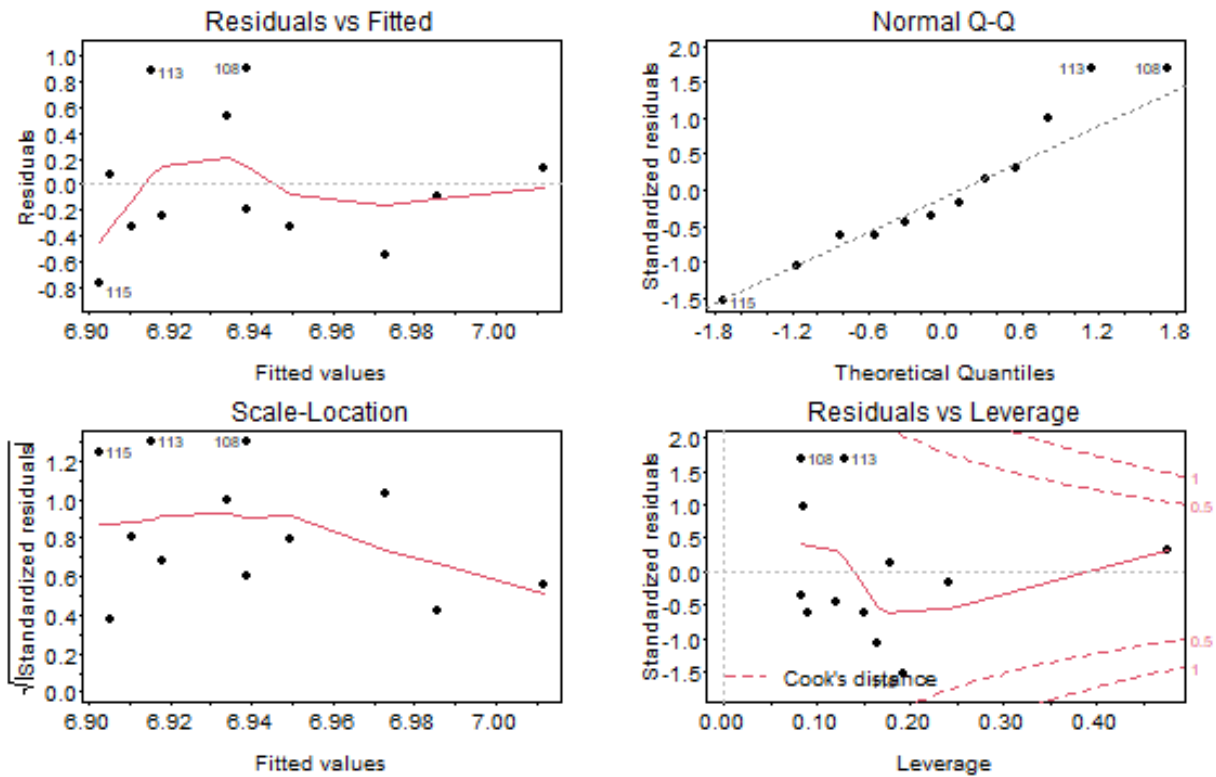 Residuals vs Fitted
Residuals
1.0
0.8
0.6
0.4
0.2
0.0
-0.2
-0.4
-0.6
-0.8
113
108
115
6.90 6.92 6.94 6.96 6.98 7.00
Fitted values
Normal Q-Q
Standardized residuals
2.0
1.5
1.0
0.5
0.0
-0.5
-1.0
-1.5
113
108
115
-1.8 -1.2 -0.6 0.0 0.6 1.2 1.8
Theoretical Quantiles
Scale-Location
√|Standardized residuals|
1.2
1.0
0.8
0.6
0.4
0.2
0.0
115
113
108
6.90 6.92 6.94 6.96 6.98 7.00
Fitted values
Residuals vs Leverage
Standardized residuals
2.0
1.5
1.0
0.5
0.0
-0.5
-1.0
-1.5
108
113
1
0.5
0.5
1
Cook's distance
0.00 0.10 0.20 0.30 0.40
Leverage